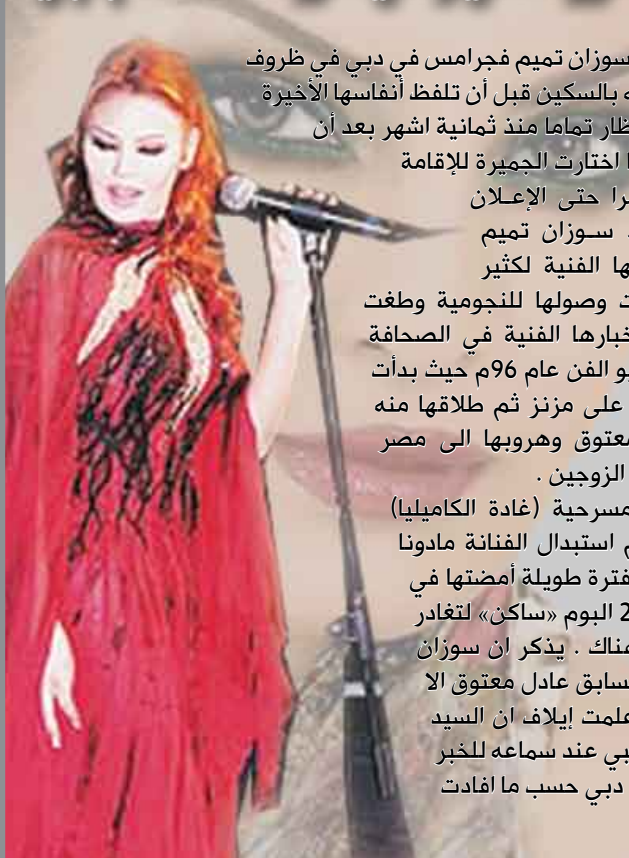 سوزان تميم فجرامس في دبي في ظروف
ه بالسكين قبل أن تلفظ أنفاسها الأخيرة
ظار تماما منذ ثمانية اشهر بعد أن
ا اختارت الجميرة للإقامة
را حتى الإعـلان
سـوزان تميم
ها الفنية لكثير
ت وصولها للنجومية وطغت
خبارها الفنية في الصحافة
و الفن عام 96م حيث بدأت
على مزنز ثم طلاقها منه
معتوق وهروبها الى مصر
الزوجين .
مسرحية (غادة الكاميليا)
م استبدال الفنانة مادونا
فترة طويلة أمضتها في
2 البوم «ساكن» لتغادر
هناك . يذكر ان سوزان
سابق عادل معتوق الا
علمت إيلاف ان السيد
بي عند سماعه للخبر
دبي حسب ما افادت